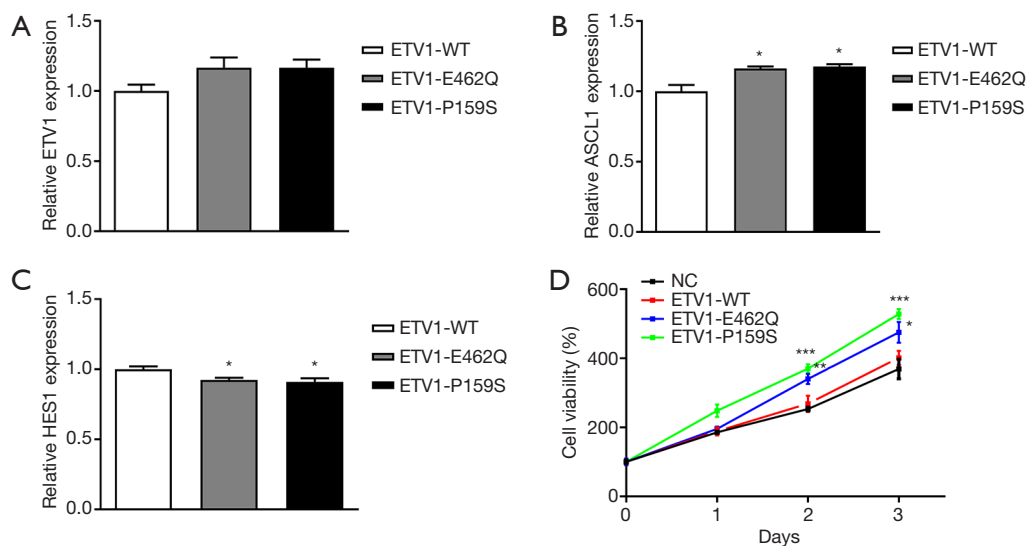 A
Relative ETV1 expression
1.5
1.0
0.5
0.0
ETV1-WT
ETV1-E462Q
ETV1-P159S
B
Relative ASCL1 expression
1.5
1.0
0.5
0.0
*
*
ETV1-WT
ETV1-E462Q
ETV1-P159S
C
Relative HES1 expression
1.5
1.0
0.5
0.0
*
*
ETV1-WT
ETV1-E462Q
ETV1-P159S
D
Cell viability (%)
600
400
200
0
NC
ETV1-WT
ETV1-E462Q
ETV1-P159S
***
**
***
*
0 1 2 3
Days